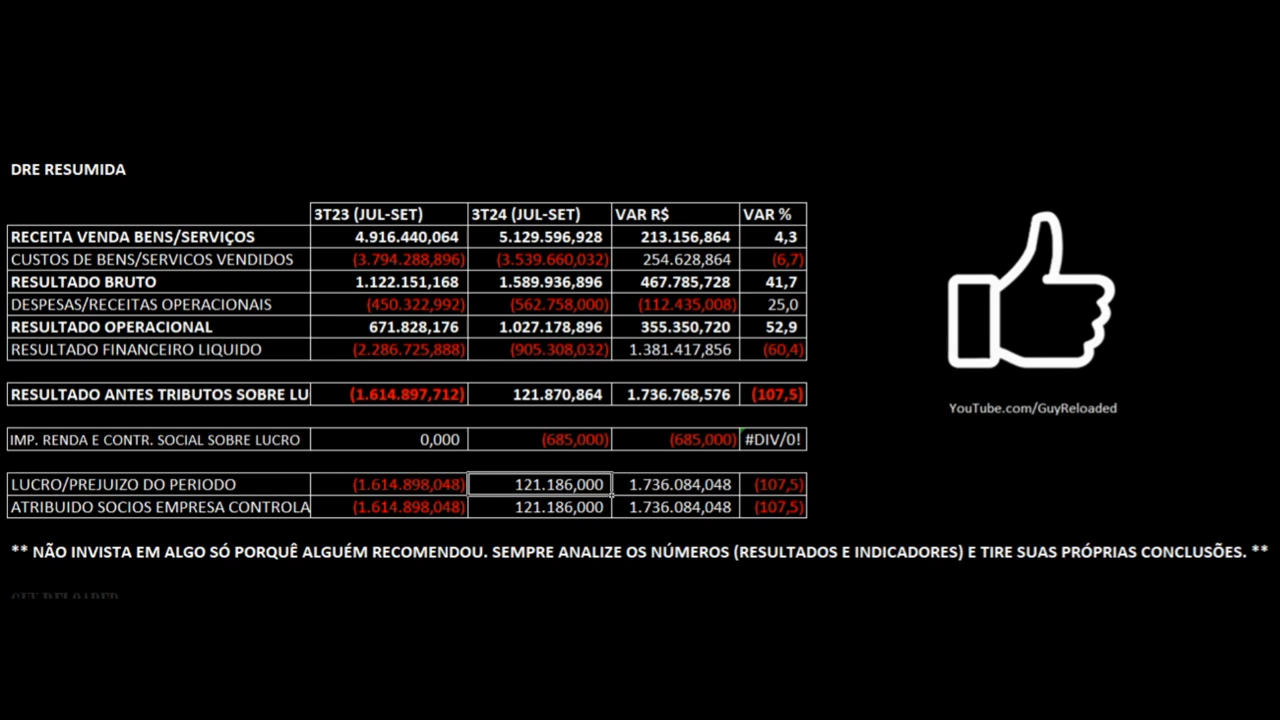 DRE RESUMIDA
3T23 (JUL-SET) 3T24 (JUL-SET) VAR R$ VAR %
RECEITA VENDA BENS/SERVIÇOS 4.916.440,064 5.129.596,928 213.156,864 4,3
CUSTOS DE BENS/SERVICOS VENDIDOS (3.794.288,896) (3.539.660,032) 254.628,864 (6,7)
RESULTADO BRUTO 1.122.151,168 1.589.936,896 467.785,728 41,7
DESPESAS/RECEITAS OPERACIONAIS (450.322,992) (562.758,000) (112.435,008) 25,0
RESULTADO OPERACIONAL 671.828,176 1.027.178,896 355.350,720 52,9
RESULTADO FINANCEIRO LIQUIDO (2.286.725,888) (905.308,032) 1.381.417,856 (60,4)
RESULTADO ANTES TRIBUTOS SOBRE LU (1.614.897,712) 121.870,864 1.736.768,576 (107,5)
IMP. RENDA E CONTR. SOCIAL SOBRE LUCRO 0,000 (685,000) (685,000) #DIV/0!
LUCRO/PREJUIZO DO PERIODO (1.614.898,048) 121.186,000 1.736.084,048 (107,5)
ATRIBUIDO SOCIOS EMPRESA CONTROLA (1.614.898,048) 121.186,000 1.736.084,048 (107,5)
YouTube.com/GuyReloaded
** NÃO INVISTA EM ALGO SÓ PORQUÊ ALGUÉM RECOMENDOU. SEMPRE ANALIZE OS NÚMEROS (RESULTADOS E INDICADORES) E TIRE SUAS PRÓPRIAS CONCLUSÕES. **
GUY RELOADED